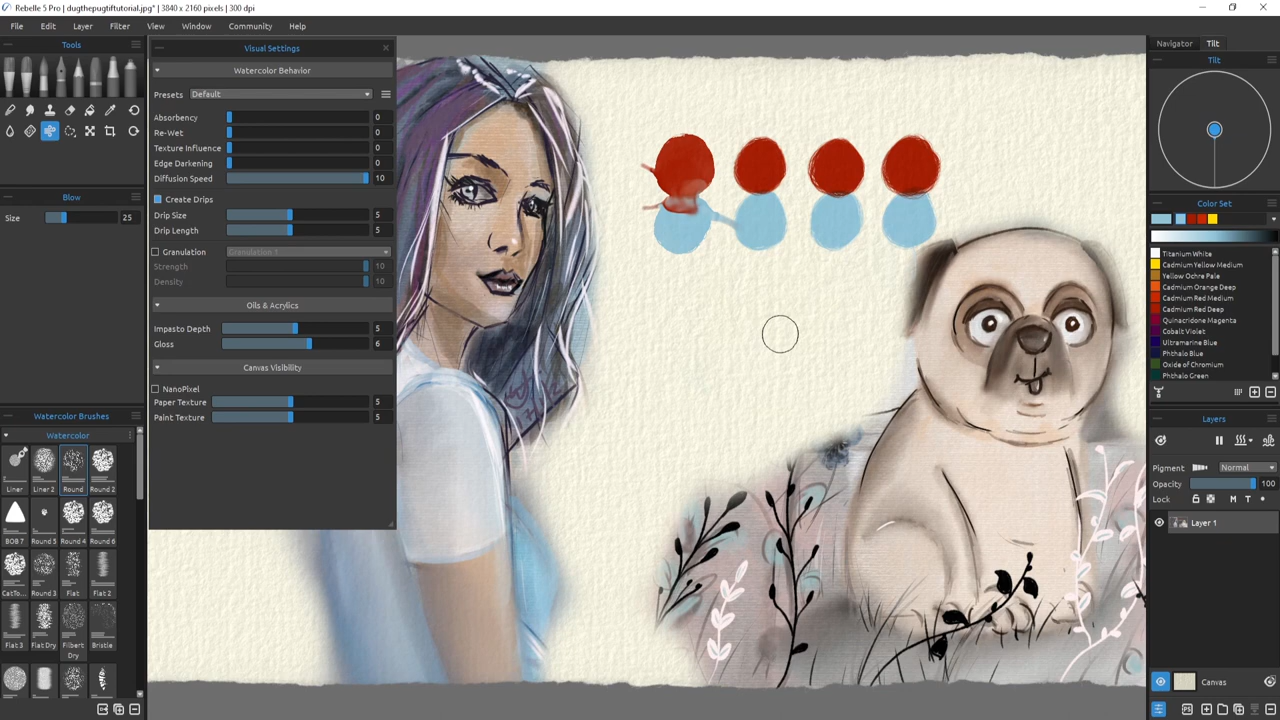 Rebelle 5 Pro | dugthepugtiftutorial.jpg* | 3840 x 2160 pixels | 300 dpi
File Edit Layer Filter View Window Community Help
Tools
Blow
Size 25
Watercolor Brushes
Watercolor
Liner Liner 2 Round Round 2
BOB 7 Round 5 Round 4 Round 6
CatTo... Round 3 Flat Flat 2
Flat 3 Flat Dry Filbert Dry Bristle
Visual Settings
Watercolor Behavior
Presets Default
Absorbency 0
Re-Wet 0
Texture Influence 0
Edge Darkening 0
Diffusion Speed 10
Create Drips
Drip Size 5
Drip Length 5
Granulation Granulation 1
Strength 10
Density 10
Oils & Acrylics
Impasto Depth 5
Gloss 6
Canvas Visibility
NanoPixel
Paper Texture 5
Paint Texture 5
Navigator Tilt
Tilt
Color Set
Titanium White
Cadmium Yellow Medium
Yellow Ochre Pale
Cadmium Orange Deep
Cadmium Red Medium
Cadmium Red Deep
Quinacridone Magenta
Cobalt Violet
Ultramarine Blue
Phthalo Blue
Oxide of Chromium
Phthalo Green
Layers
Pigment Normal
Opacity 100
Lock M T
Layer 1
Canvas
PS